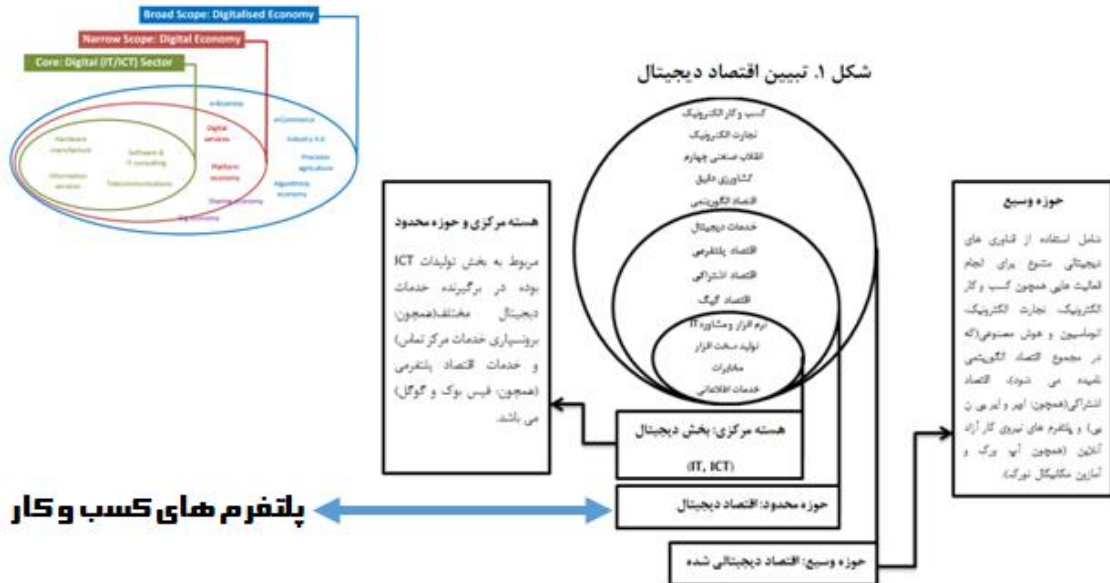 Broad Scope: Digitalised Economy
Narrow Scope: Digital Economy
Core: Digital (IT/ICT) Sector
e-Business
e-Commerce
Digital
services
Industry 4.0
Hardware
manufacture
Software &
IT consulting
Precision
agriculture
Platform
economy
Information
services
Telecommunications
Algorithmic
economy
Sharing economy
Gig economy
شکل ۱. تبیین اقتصاد دیجیتال
کسب و کار الکترونیک
تجارت الکترونیک
انقلاب صنعتی چهارم
کشاورزی دقیق
اقتصاد الگوریتمی
خدمات دیجیتال
اقتصاد پلتفرمی
اقتصاد اشتراکی
اقتصاد گیگ
نرم افزار و مشاوره IT
تولید سخت افزار
مخابرات
خدمات اطلاعاتی
حوزه وسیع
شامل استفاده از فناوری های
دیجیتالی متنوع برای انجام
فعالیت هایی همچون کسب و کار
الکترونیک، تجارت الکترونیک،
اتوماسیون و هوش مصنوعی(که
در مجموع اقتصاد الگوریتمی
نامیده می شود)، اقتصاد
اشتراکی(همچون: اوبر و ایر بی ن
بی) و پلتفرم های نیروی کار آزاد
آنلاین (همچون آپ ورک و
آمازون مکانیکال تورک).
هسته مرکزی و حوزه محدود
مربوط به بخش تولیدات ICT
بوده در برگیرنده خدمات
دیجیتال مختلف(همچون:
برونسپاری خدمات مرکز تماس)
و خدمات اقتصاد پلتفرمی
(همچون: فیس بوک و گوگل)
می باشد.
هسته مرکزی: بخش دیجیتال
(IT, ICT)
حوزه محدود: اقتصاد دیجیتال
حوزه وسیع: اقتصاد دیجیتالی شده
پلتفرم های کسب و کار